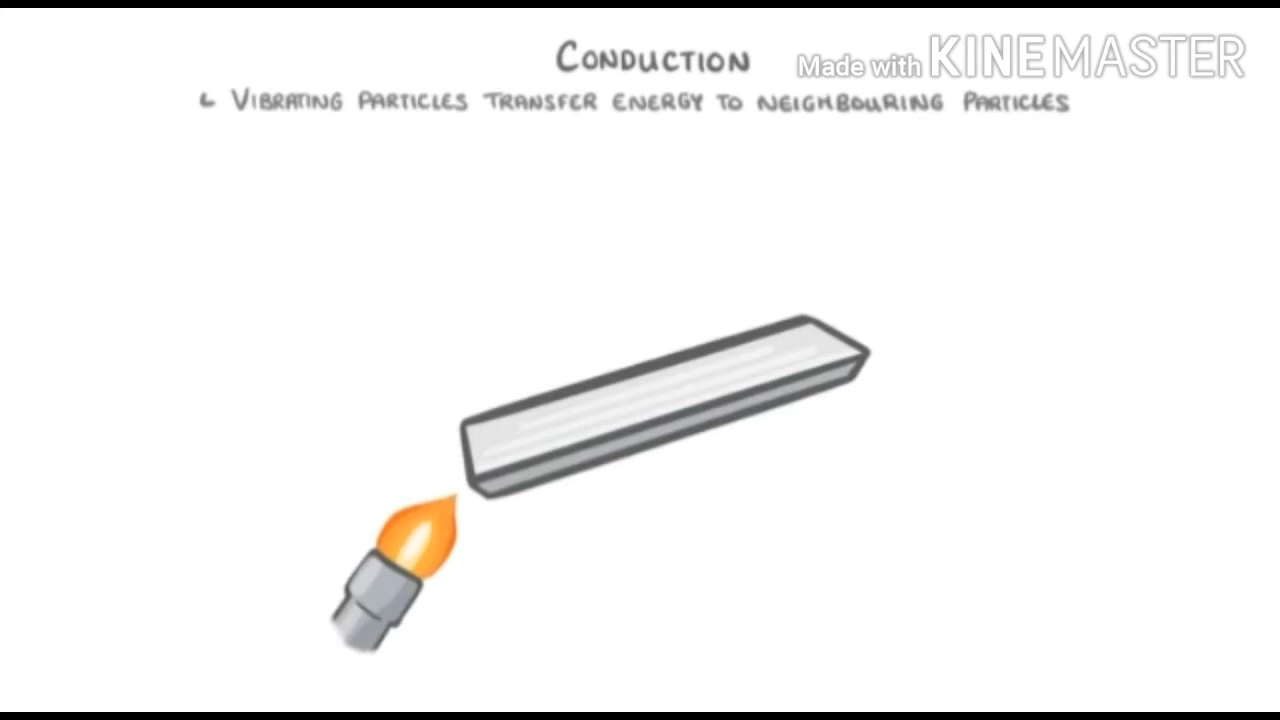 CONDUCTION
Made with KINEMASTER
↳ VIBRATING PARTICLES TRANSFER ENERGY TO NEIGHBOURING PARTICLES